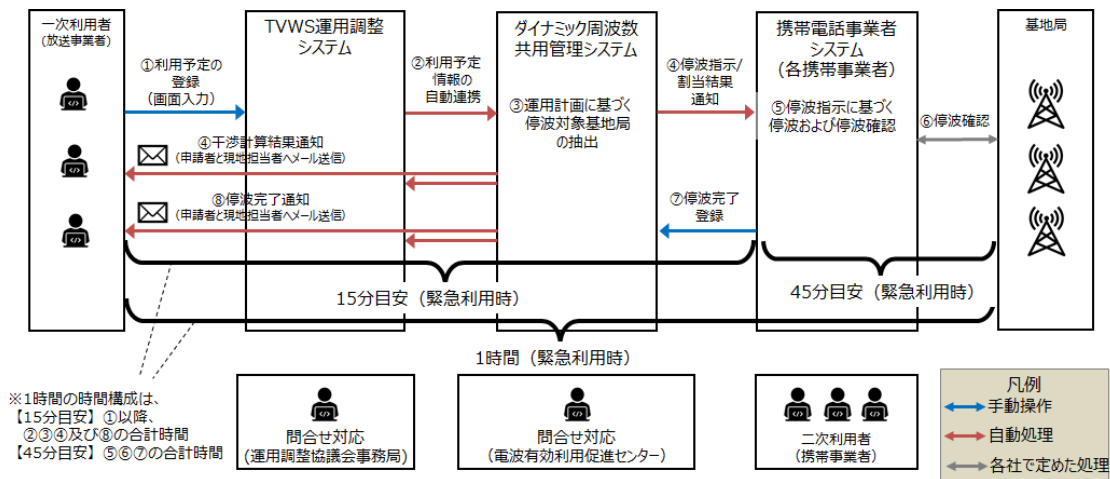 一次利用者
(放送事業者)
TVWS運用調整
システム
ダイナミック周波数
共用管理システム
携帯電話事業者
システム
(各携帯事業者)
基地局
①利用予定の
登録
(画面入力)
②利用予定
情報の
自動連携
③運用計画に基づく
停波対象基地局
の抽出
④停波指示/
割当結果
通知
⑤停波指示に基づく
停波および停波確認
⑥停波確認
④干渉計算結果通知
(申請者と現地担当者へメール送信)
⑧停波完了通知
(申請者と現地担当者へメール送信)
⑦停波完了
登録
15分目安(緊急利用時)
45分目安(緊急利用時)
1時間(緊急利用時)
※1時間の時間構成は、
【15分目安】①以降、
②③④及び⑧の合計時間
【45分目安】⑤⑥⑦の合計時間
問合せ対応
(運用調整協議会事務局)
問合せ対応
(電波有効利用促進センター)
二次利用者
(携帯事業者)
凡例
手動操作
自動処理
各社で定めた処理